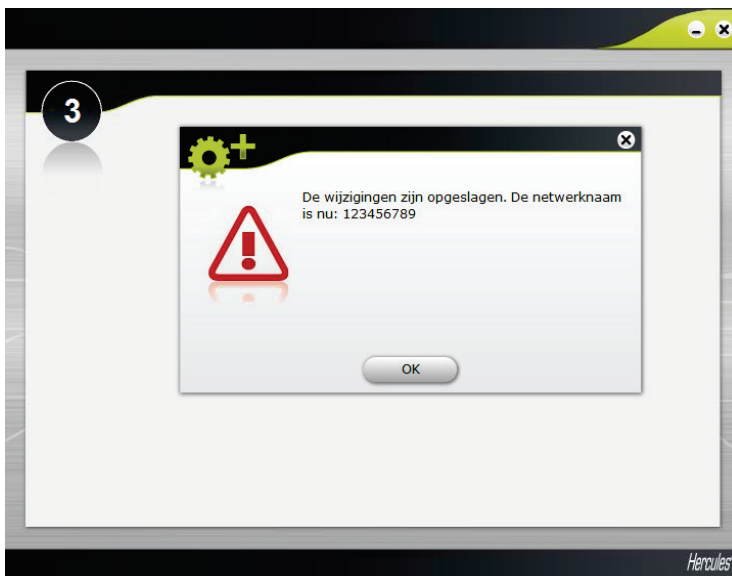 3
De wijzigingen zijn opgeslagen. De netwerknaam
is nu: 123456789
OK
Hercules